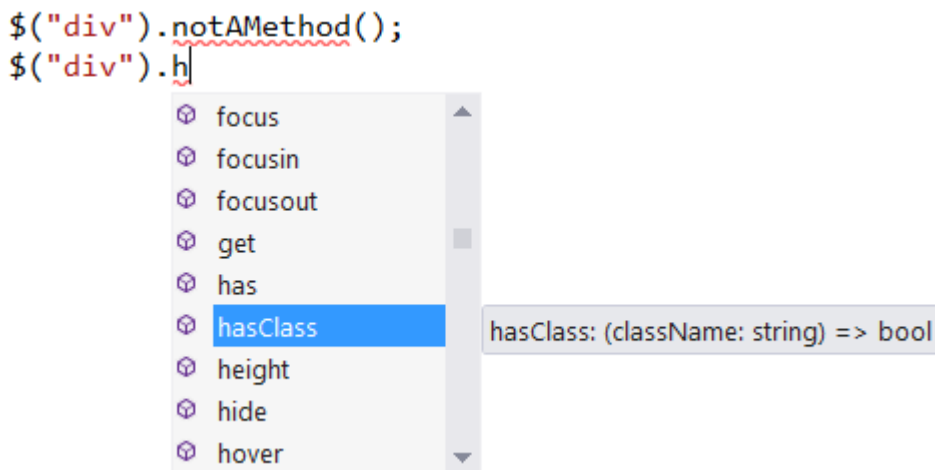 $("div").notAMethod();
$("div").h
focus
focusin
focusout
get
has
hasClass
hasClass: (className: string) => bool
height
hide
hover